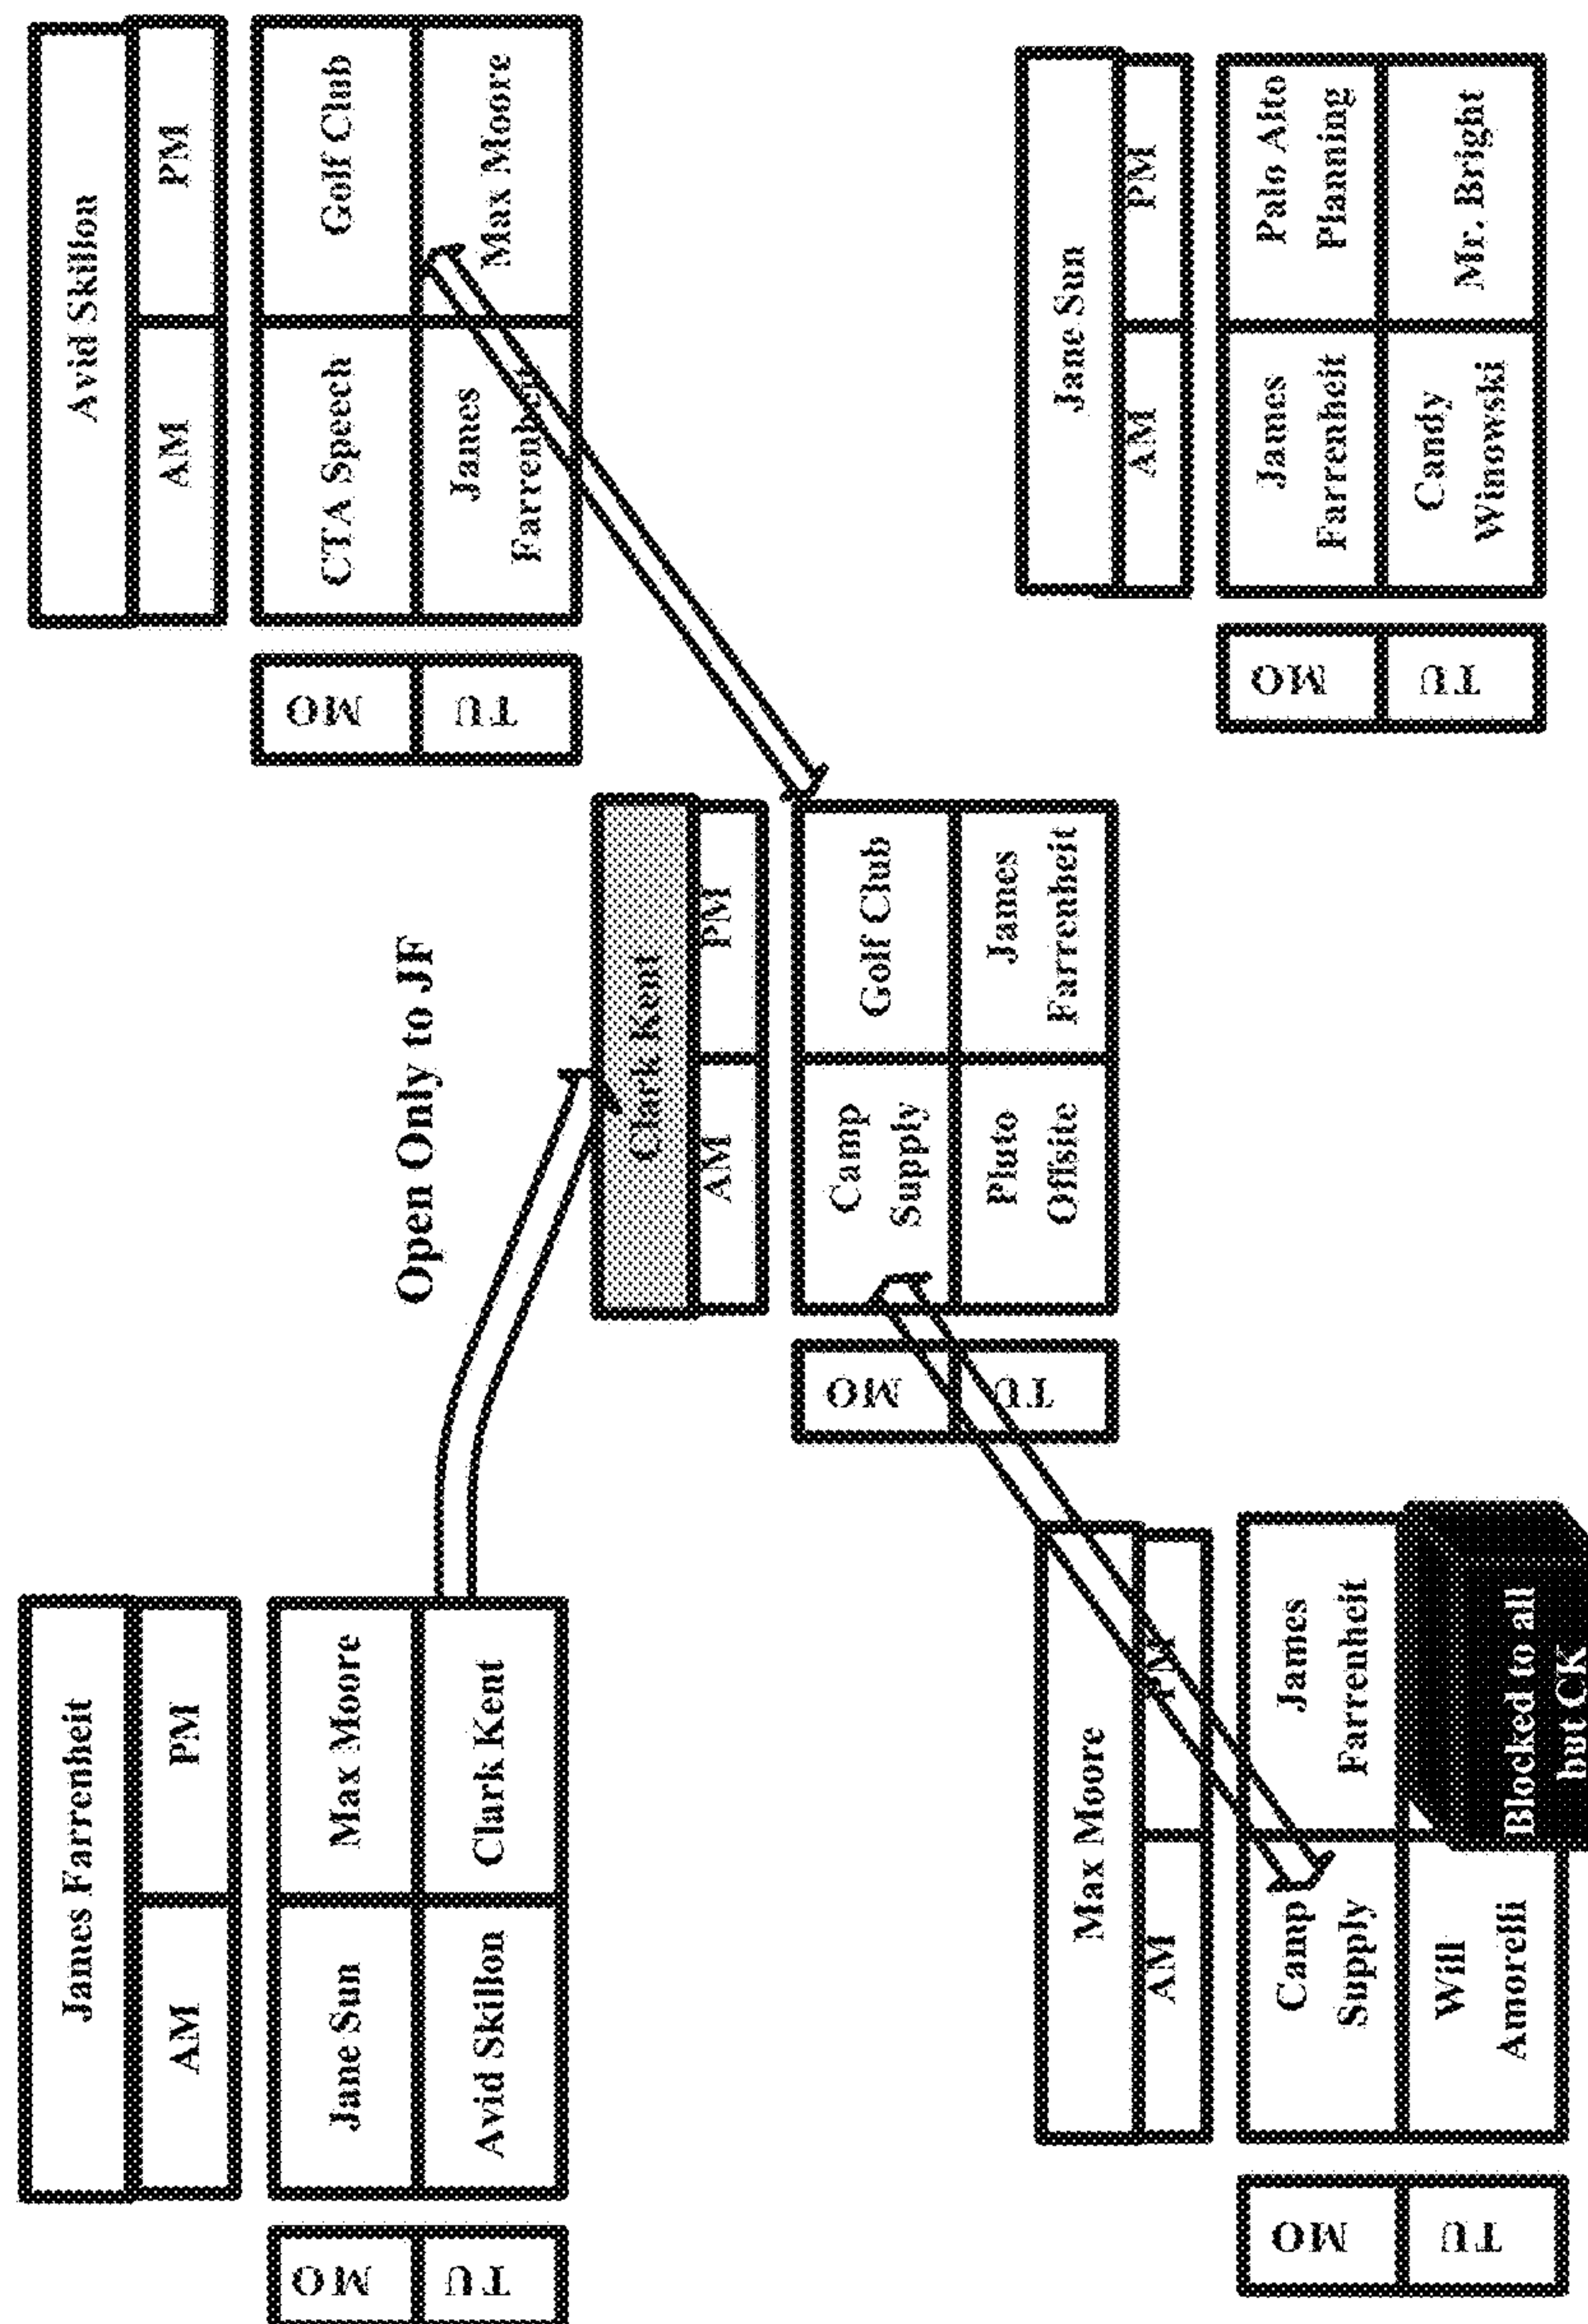 James Farrenheit
AM
PM
MO
Jane Sun
Max Moore
TU
Avid Skillon
Clark Kent
Open Only to JF
Avid Skillon
AM
PM
MO
CTA Speech
Golf Club
TU
James
Farrenheit
Max Moore
Clark Kent
AM
PM
MO
Camp
Supply
Golf Club
TU
Pluto
Offsite
James
Farrenheit
Max Moore
AM
PM
MO
Camp
Supply
James
Farrenheit
TU
Will
Amorelli
Blocked to all
but CK
Jane Sun
AM
PM
MO
James
Farrenheit
Palo Alto
Planning
TU
Candy
Winowski
Mr. Bright